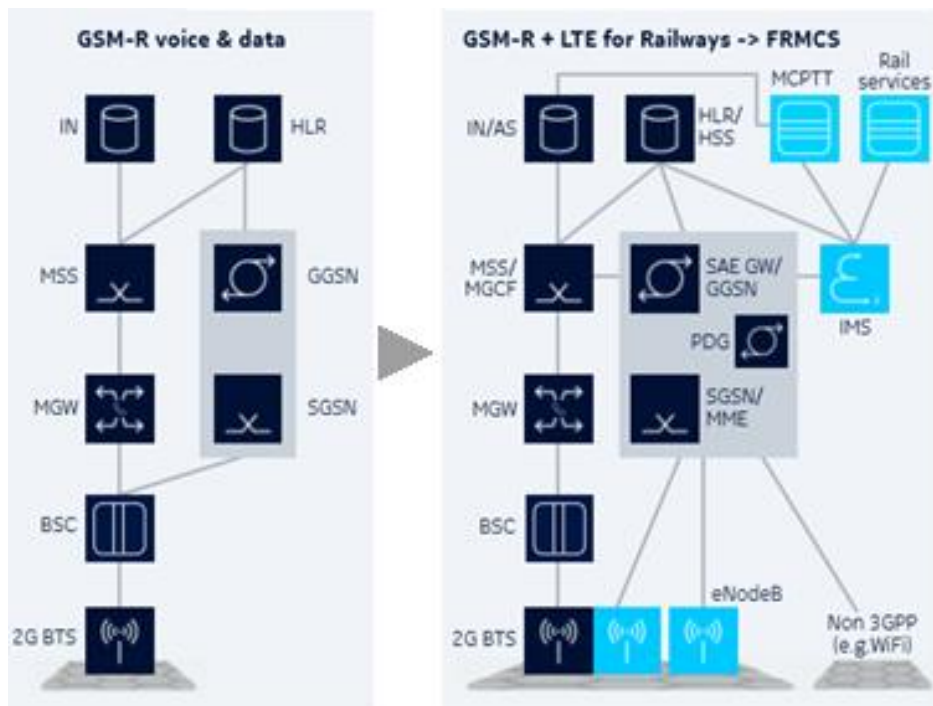 GSM-R voice & data
IN
HLR
MSS
GGSN
MGW
SGSN
BSC
2G BTS
GSM-R + LTE for Railways -> FRMCS
MCPTT
Rail
services
IN/AS
HLR/
HSS
MSS/
MGCF
SAE GW/
GGSN
IMS
PDG
MGW
SGSN/
MME
BSC
eNodeB
2G BTS
Non 3GPP
(e.g.WiFi)